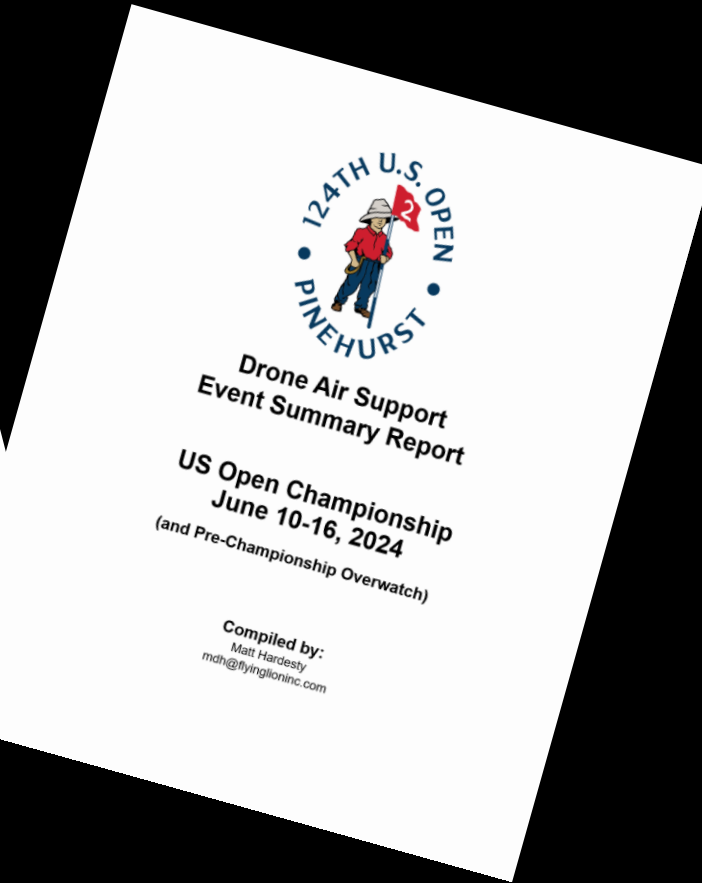 124TH U.S. OPEN
2
PINEHURST
Drone Air Support
Event Summary Report
US Open Championship
June 10-16, 2024
(and Pre-Championship Overwatch)
Compiled by:
Matt Hardesty
mdh@flyinglioninc.com